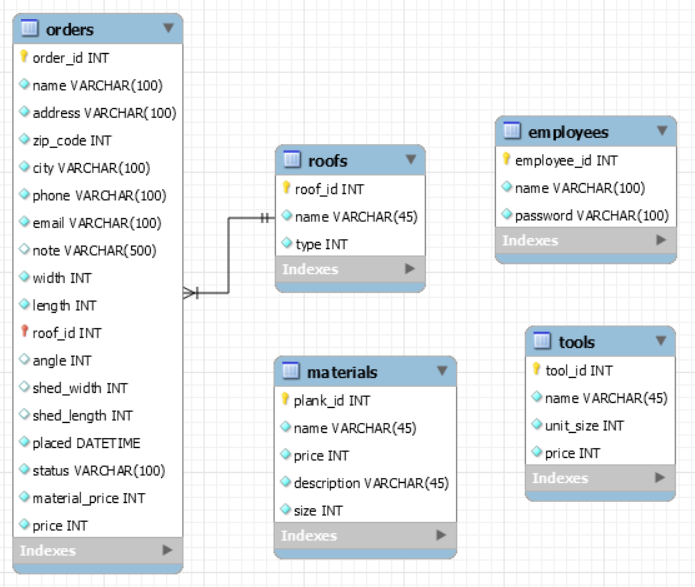 orders
order_id INT
name VARCHAR(100)
address VARCHAR(100)
zip_code INT
city VARCHAR(100)
phone VARCHAR(100)
email VARCHAR(100)
note VARCHAR(500)
width INT
length INT
roof_id INT
angle INT
shed_width INT
shed_length INT
placed DATETIME
status VARCHAR(100)
material_price INT
price INT
Indexes
roofs
roof_id INT
name VARCHAR(45)
type INT
Indexes
materials
plank_id INT
name VARCHAR(45)
price INT
description VARCHAR(45)
size INT
Indexes
employees
employee_id INT
name VARCHAR(100)
password VARCHAR(100)
Indexes
tools
tool_id INT
name VARCHAR(45)
unit_size INT
price INT
Indexes